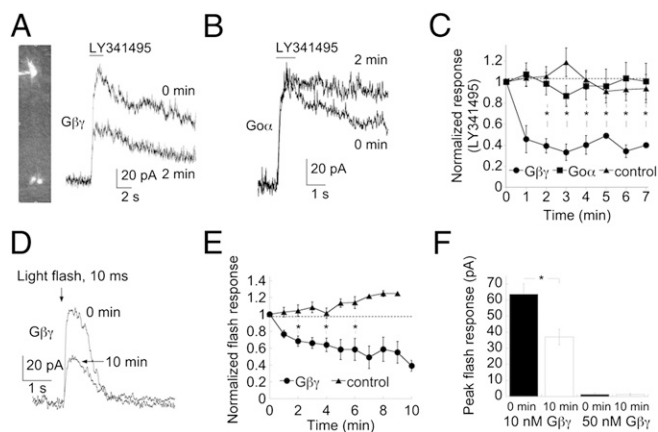 A
LY341495
0 min
Gβγ
20 pA
2 s
2 min
B
LY341495
2 min
Goα
0 min
20 pA
1 s
C
Normalized response
(LY341495)
1.2
1
0.8
0.6
0.4
0.2
0
* * * * * *
Gβγ Goα control
0 1 2 3 4 5 6 7
Time (min)
D
Light flash, 10 ms
0 min
Gβγ
20 pA
10 min
1 s
E
Normalized flash response
1.4
1.2
1
0.8
0.6
0.4
0.2
0
* * *
Gβγ control
0 2 4 6 8 10
Time (min)
F
Peak flash response (pA)
70
60
50
40
30
20
10
0
*
0 min 10 min 0 min 10 min
10 nM Gβγ 50 nM Gβγ